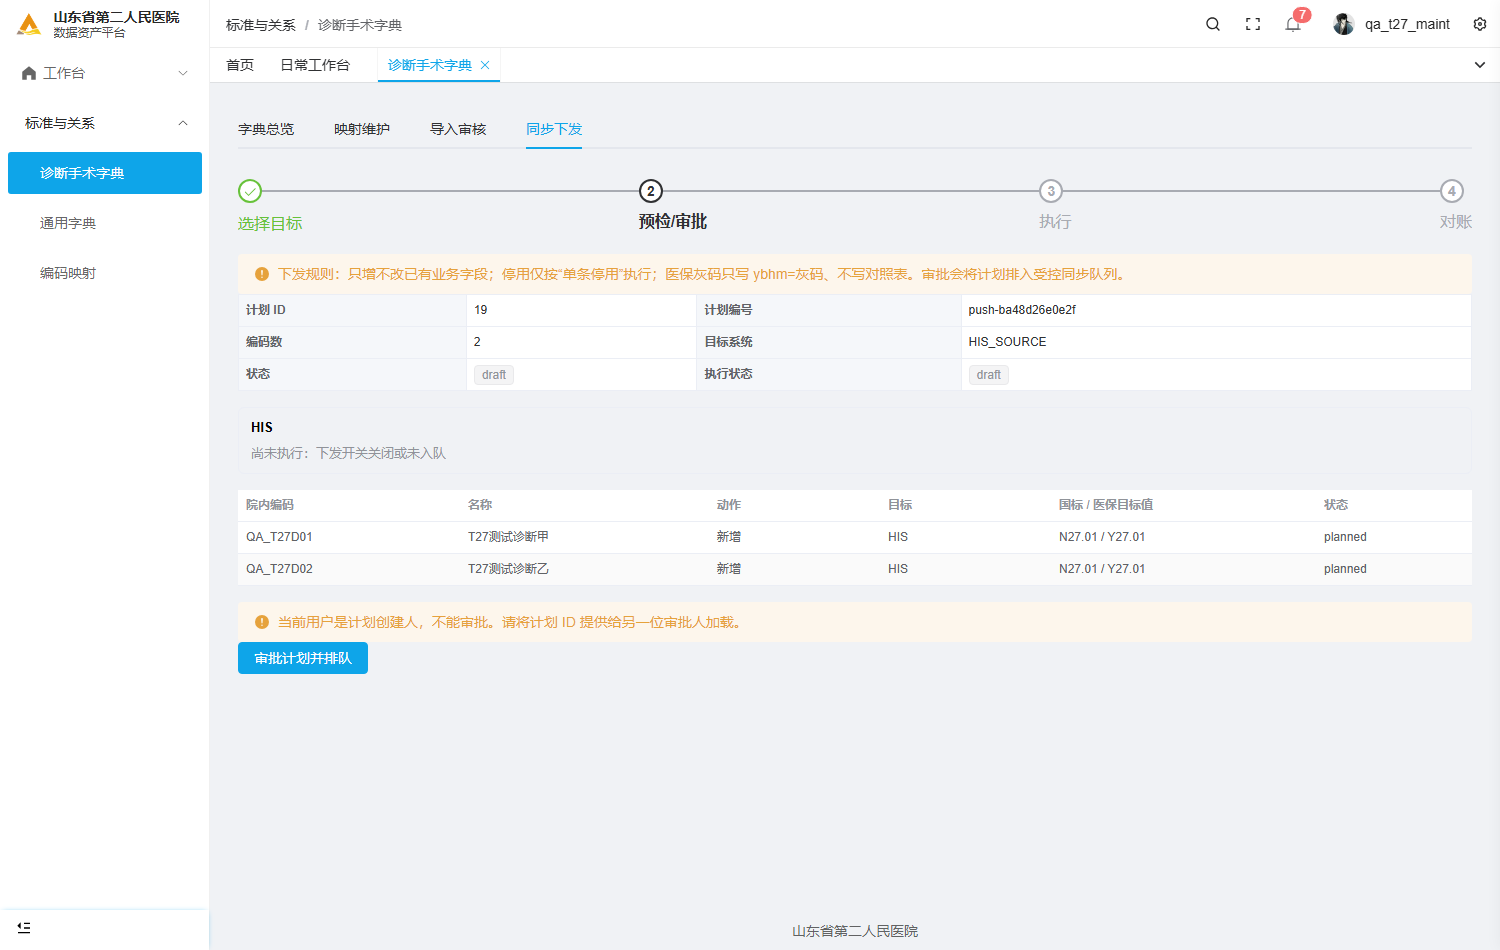 山东省第二人民医院
数据资产平台
标准与关系 / 诊断手术字典
7
qa_t27_maint
首页
日常工作台
诊断手术字典
工作台
标准与关系
诊断手术字典
通用字典
编码映射
字典总览
映射维护
导入审核
同步下发
2
3
4
选择目标
预检/审批
执行
对账
下发规则：只增不改已有业务字段；停用仅按“单条停用”执行；医保灰码只写 ybhm=灰码、不写对照表。审批会将计划排入受控同步队列。
计划 ID 19 计划编号 push-ba48d26e0e2f
编码数 2 目标系统 HIS_SOURCE
状态 draft 执行状态 draft
HIS
尚未执行：下发开关关闭或未入队
院内编码 名称 动作 目标 国标 / 医保目标值 状态
QA_T27D01 T27测试诊断甲 新增 HIS N27.01 / Y27.01 planned
QA_T27D02 T27测试诊断乙 新增 HIS N27.01 / Y27.01 planned
当前用户是计划创建人，不能审批。请将计划 ID 提供给另一位审批人加载。
审批计划并排队
山东省第二人民医院